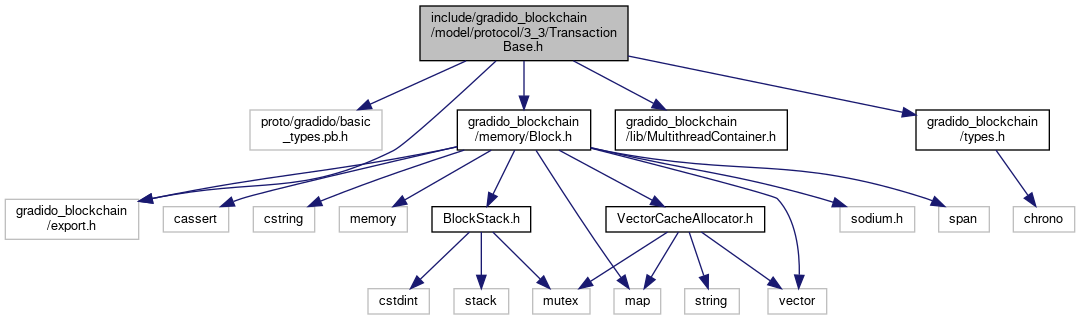 include/gradido_blockchain
/model/protocol/3_3/Transaction
Base.h
proto/gradido/basic
_types.pb.h
gradido_blockchain
/memory/Block.h
gradido_blockchain
/lib/MultithreadContainer.h
gradido_blockchain
/types.h
gradido_blockchain
/export.h
cassert
cstring
memory
BlockStack.h
VectorCacheAllocator.h
sodium.h
span
chrono
cstdint
stack
mutex
map
string
vector